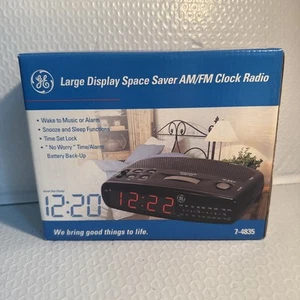 GE
Large Display Space Saver AM/FM Clock Radio
• Wake to Music or Alarm
• Snooze and Sleep Functions
• Time Set Lock
• " No Worry " Time/Alarm
Battery Back-Up
12:20
12:22
We bring good things to life.
7-4835